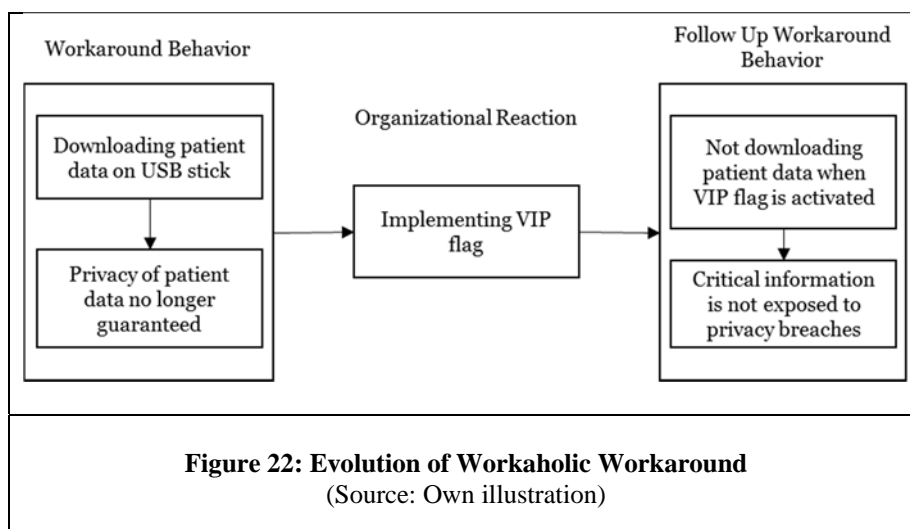 Workaround Behavior
Downloading patient
data on USB stick
Privacy of patient
data no longer
guaranteed
Organizational Reaction
Implementing VIP
flag
Follow Up Workaround
Behavior
Not downloading
patient data when
VIP flag is activated
Critical information
is not exposed to
privacy breaches
Figure 22: Evolution of Workaholic Workaround
(Source: Own illustration)